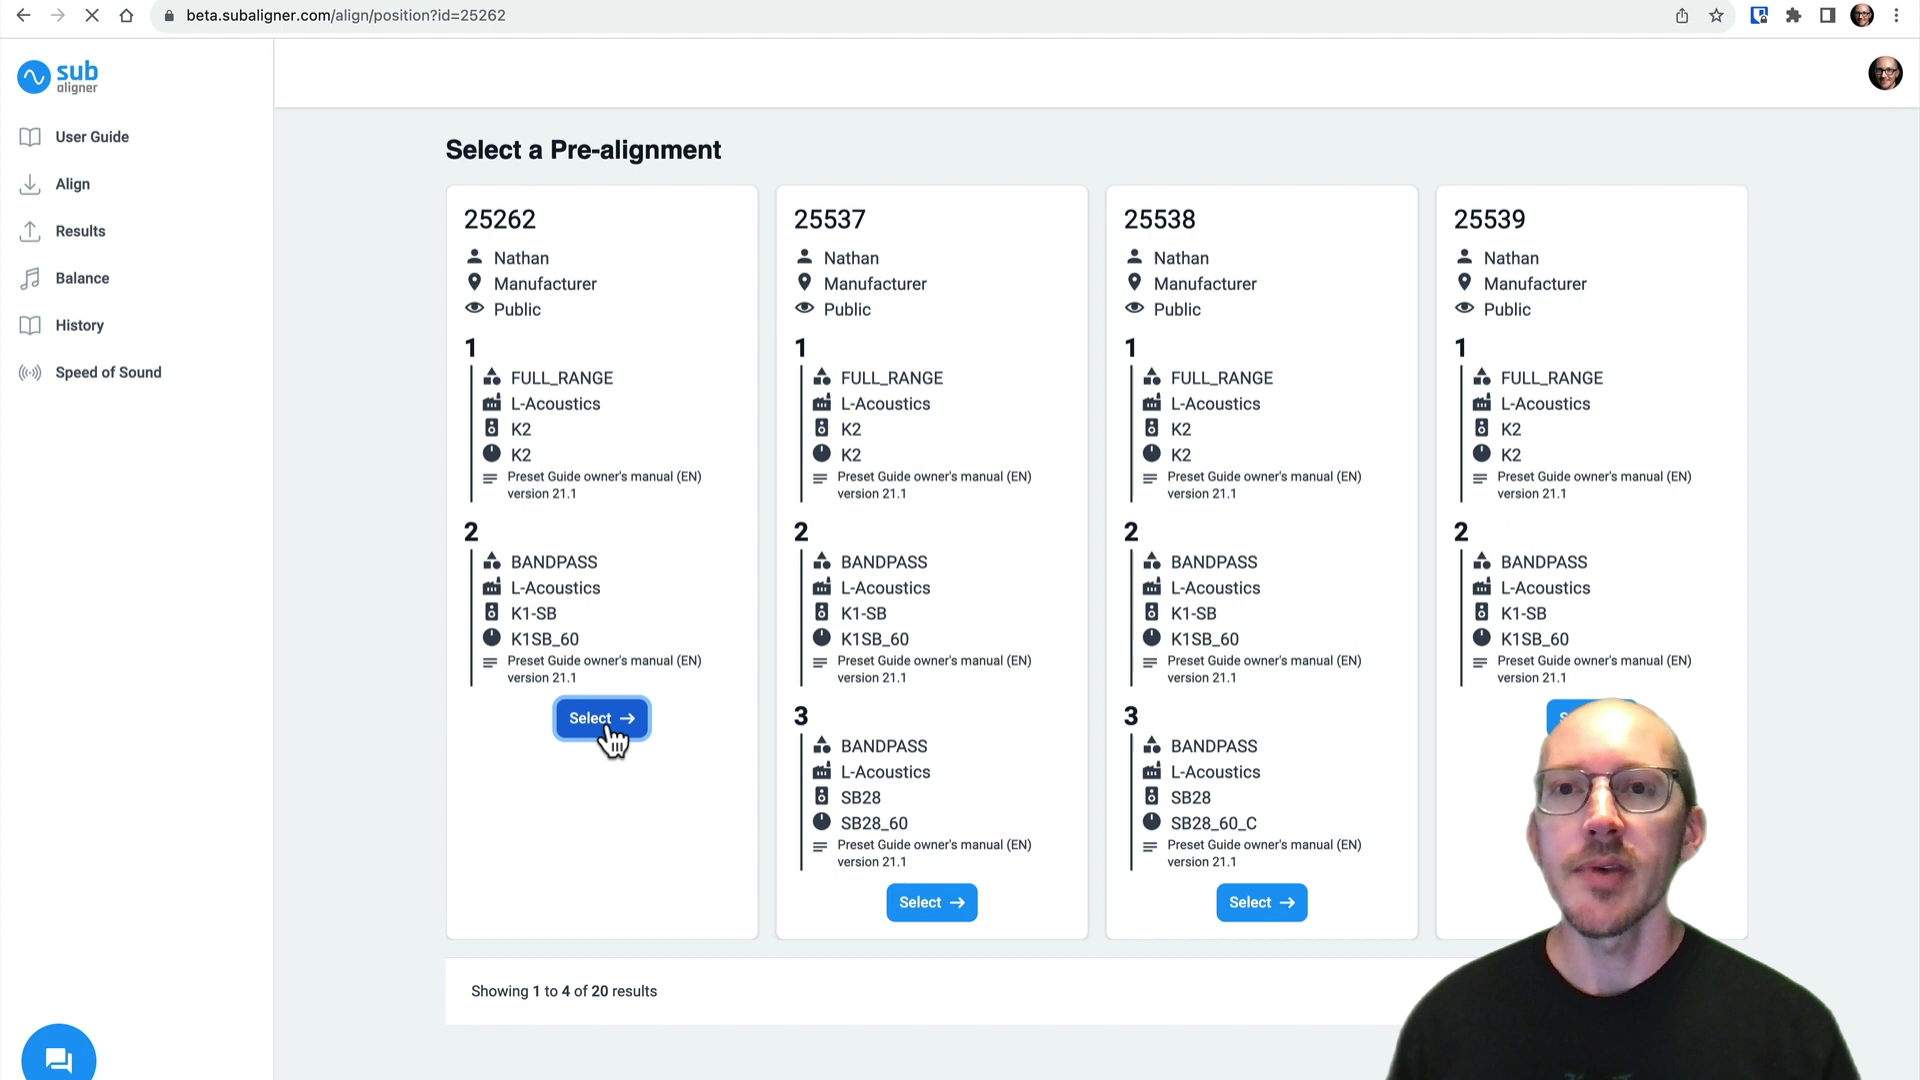 beta.subaligner.com/align/position?id=25262
sub
aligner
User Guide
Align
Results
Balance
History
Speed of Sound
Select a Pre-alignment
25262
Nathan
Manufacturer
Public
1
FULL_RANGE
L-Acoustics
K2
K2
Preset Guide owner's manual (EN)
version 21.1
2
BANDPASS
L-Acoustics
K1-SB
K1SB_60
Preset Guide owner's manual (EN)
version 21.1
Select
25537
Nathan
Manufacturer
Public
1
FULL_RANGE
L-Acoustics
K2
K2
Preset Guide owner's manual (EN)
version 21.1
2
BANDPASS
L-Acoustics
K1-SB
K1SB_60
Preset Guide owner's manual (EN)
version 21.1
3
BANDPASS
L-Acoustics
SB28
SB28_60
Preset Guide owner's manual (EN)
version 21.1
Select
25538
Nathan
Manufacturer
Public
1
FULL_RANGE
L-Acoustics
K2
K2
Preset Guide owner's manual (EN)
version 21.1
2
BANDPASS
L-Acoustics
K1-SB
K1SB_60
Preset Guide owner's manual (EN)
version 21.1
3
BANDPASS
L-Acoustics
SB28
SB28_60_C
Preset Guide owner's manual (EN)
version 21.1
Select
25539
Nathan
Manufacturer
Public
1
FULL_RANGE
L-Acoustics
K2
K2
Preset Guide owner's manual (EN)
version 21.1
2
BANDPASS
L-Acoustics
K1-SB
K1SB_60
Preset Guide owner's manual (EN)
version 21.1
Showing 1 to 4 of 20 results